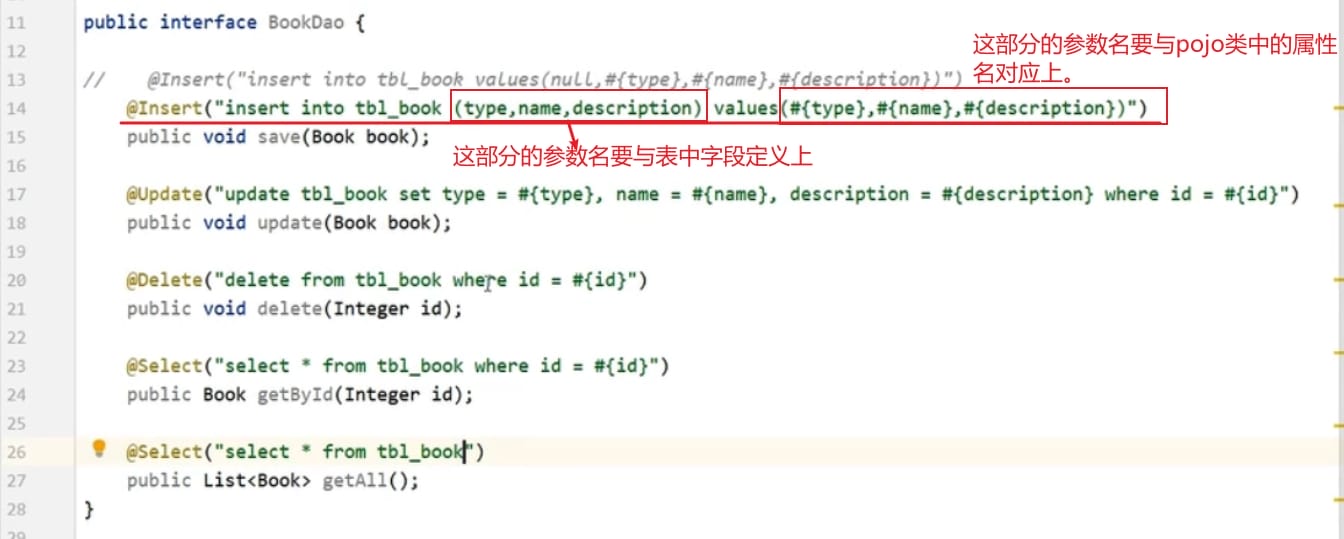 11 public interface BookDao {
12
这部分的参数名要与pojo类中的属性
名对应上。
13 // @Insert("insert into tbl_book values(null,#{type},#{name},#{description})")
14 @Insert("insert into tbl_book (type,name,description) values(#{type},#{name},#{description})")
15 public void save(Book book);
这部分的参数名要与表中字段定义上
16
17 @Update("update tbl_book set type = #{type}, name = #{name}, description = #{description} where id = #{id}")
18 public void update(Book book);
19
20 @Delete("delete from tbl_book where id = #{id}")
21 public void delete(Integer id);
22
23 @Select("select * from tbl_book where id = #{id}")
24 public Book getById(Integer id);
25
26 @Select("select * from tbl_book")
27 public List<Book> getAll();
28 }
29